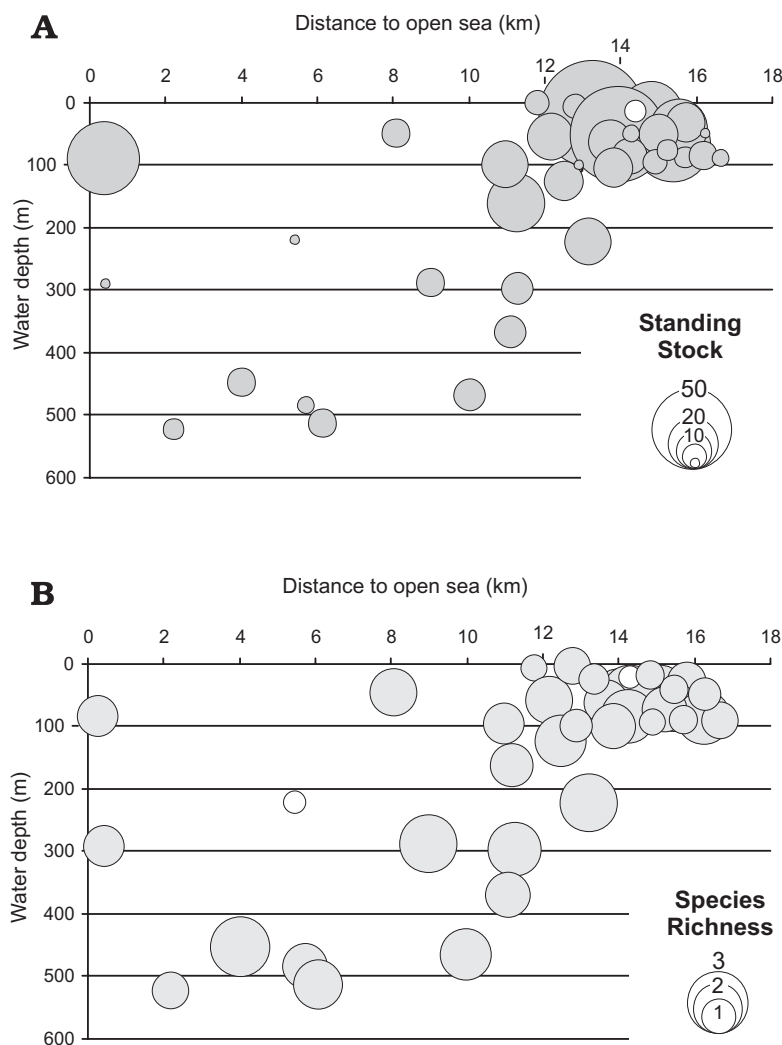 A
Distance to open sea (km)
0 2 4 6 8 10 12 14 16 18
Water depth (m)
0
100
200
300
400
500
600
Standing
Stock
50
20
10
B
Distance to open sea (km)
0 2 4 6 8 10 12 14 16 18
Water depth (m)
0
100
200
300
400
500
600
Species
Richness
3
2
1